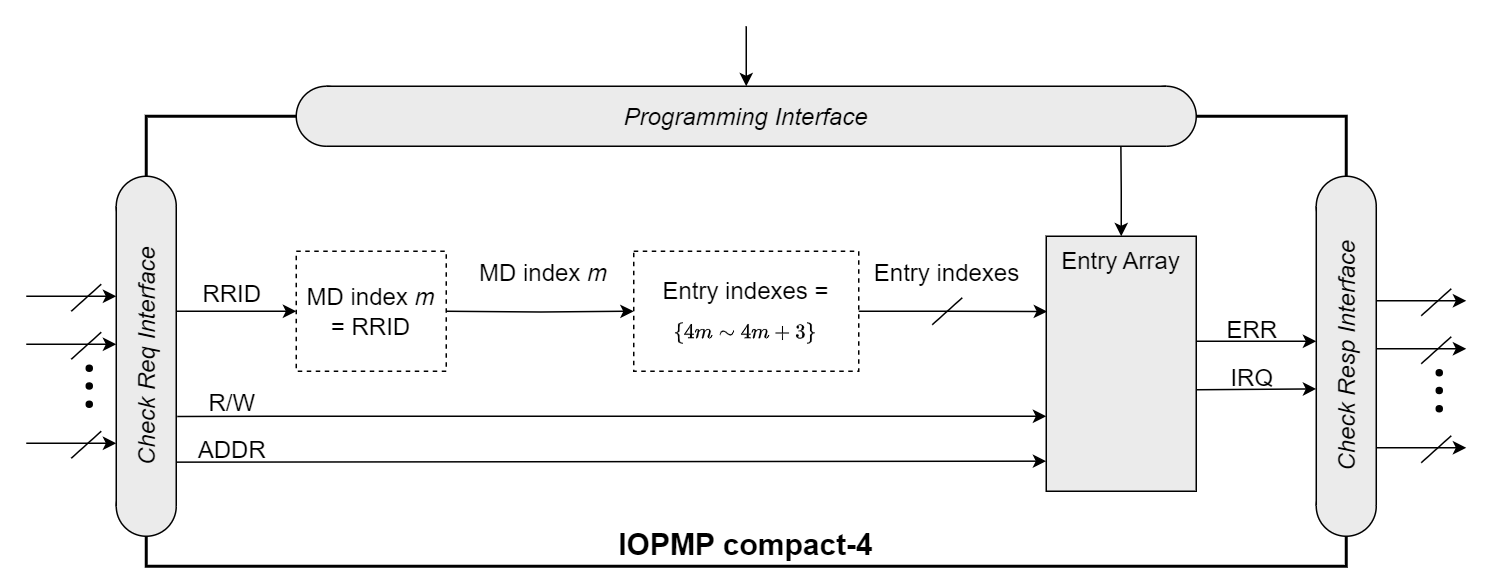 Programming Interface
Check Req Interface
RRID
MD index m
= RRID
MD index m
Entry indexes =
{4m ∼ 4m + 3}
Entry indexes
Entry Array
R/W
ADDR
ERR
IRQ
Check Resp Interface
IOPMP compact-4